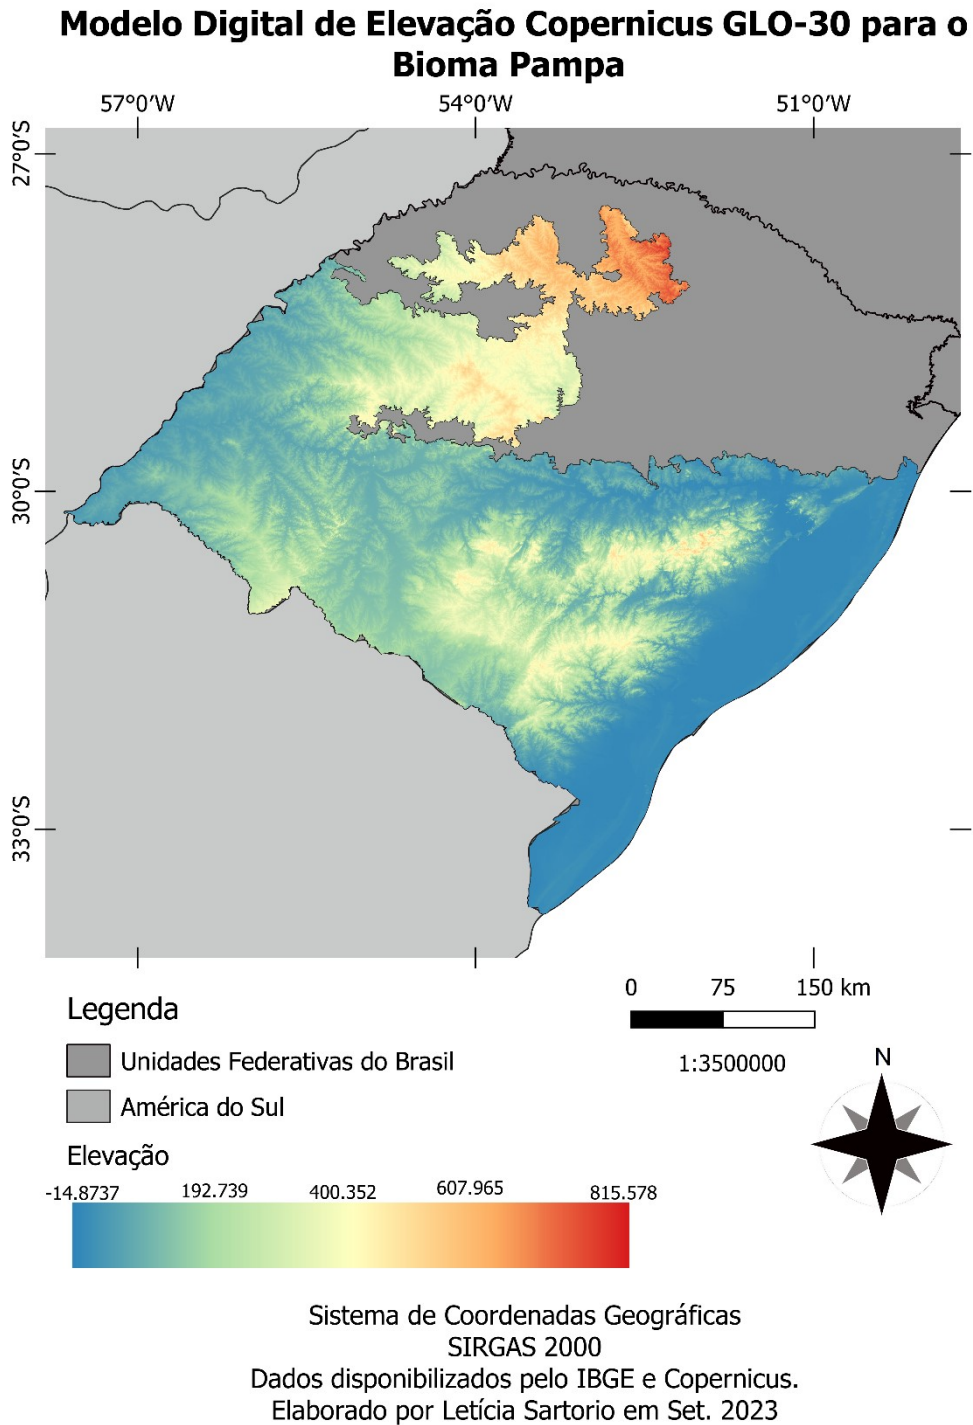 Modelo Digital de Elevação Copernicus GLO-30 para o
Bioma Pampa
57°0'W 54°0'W 51°0'W
27°0'S
30°0'S
33°0'S
Legenda
Unidades Federativas do Brasil
América do Sul
Elevação
-14.8737 192.739 400.352 607.965 815.578
0 75 150 km
1:3500000
N
Sistema de Coordenadas Geográficas
SIRGAS 2000
Dados disponibilizados pelo IBGE e Copernicus.
Elaborado por Letícia Sartorio em Set. 2023